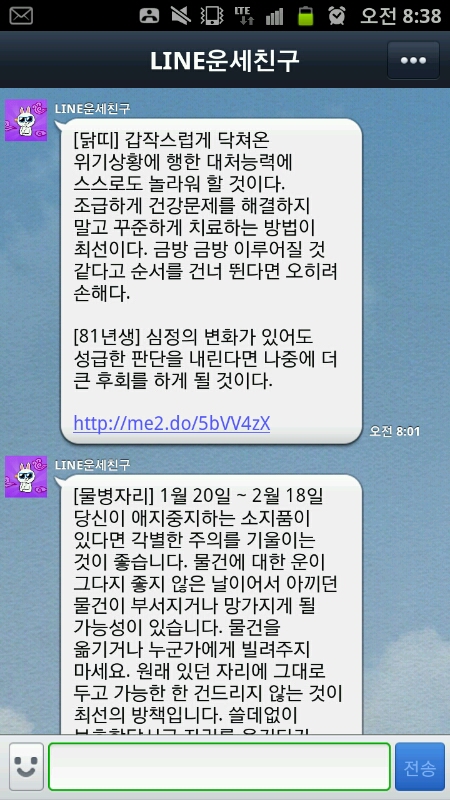 LTE
오전 8:38
LINE운세친구
LINE운세친구
[닭띠] 갑작스럽게 닥쳐온
위기상황에 행한 대처능력에
스스로도 놀라워 할 것이다.
조급하게 건강문제를 해결하지
말고 꾸준하게 치료하는 방법이
최선이다. 금방 금방 이루어질 것
같다고 순서를 건너 뛴다면 오히려
손해다.
[81년생] 심정의 변화가 있어도
성급한 판단을 내린다면 나중에 더
큰 후회를 하게 될 것이다.
http://me2.do/5bVV4zX
오전 8:01
LINE운세친구
[물병자리] 1월 20일 ~ 2월 18일
당신이 애지중지하는 소지품이
있다면 각별한 주의를 기울이는
것이 좋습니다. 물건에 대한 운이
그다지 좋지 않은 날이어서 아끼던
물건이 부서지거나 망가지게 될
가능성이 있습니다. 물건을
옮기거나 누군가에게 빌려주지
마세요. 원래 있던 자리에 그대로
두고 가능한 한 건드리지 않는 것이
최선의 방책입니다. 쓸데없이
전송